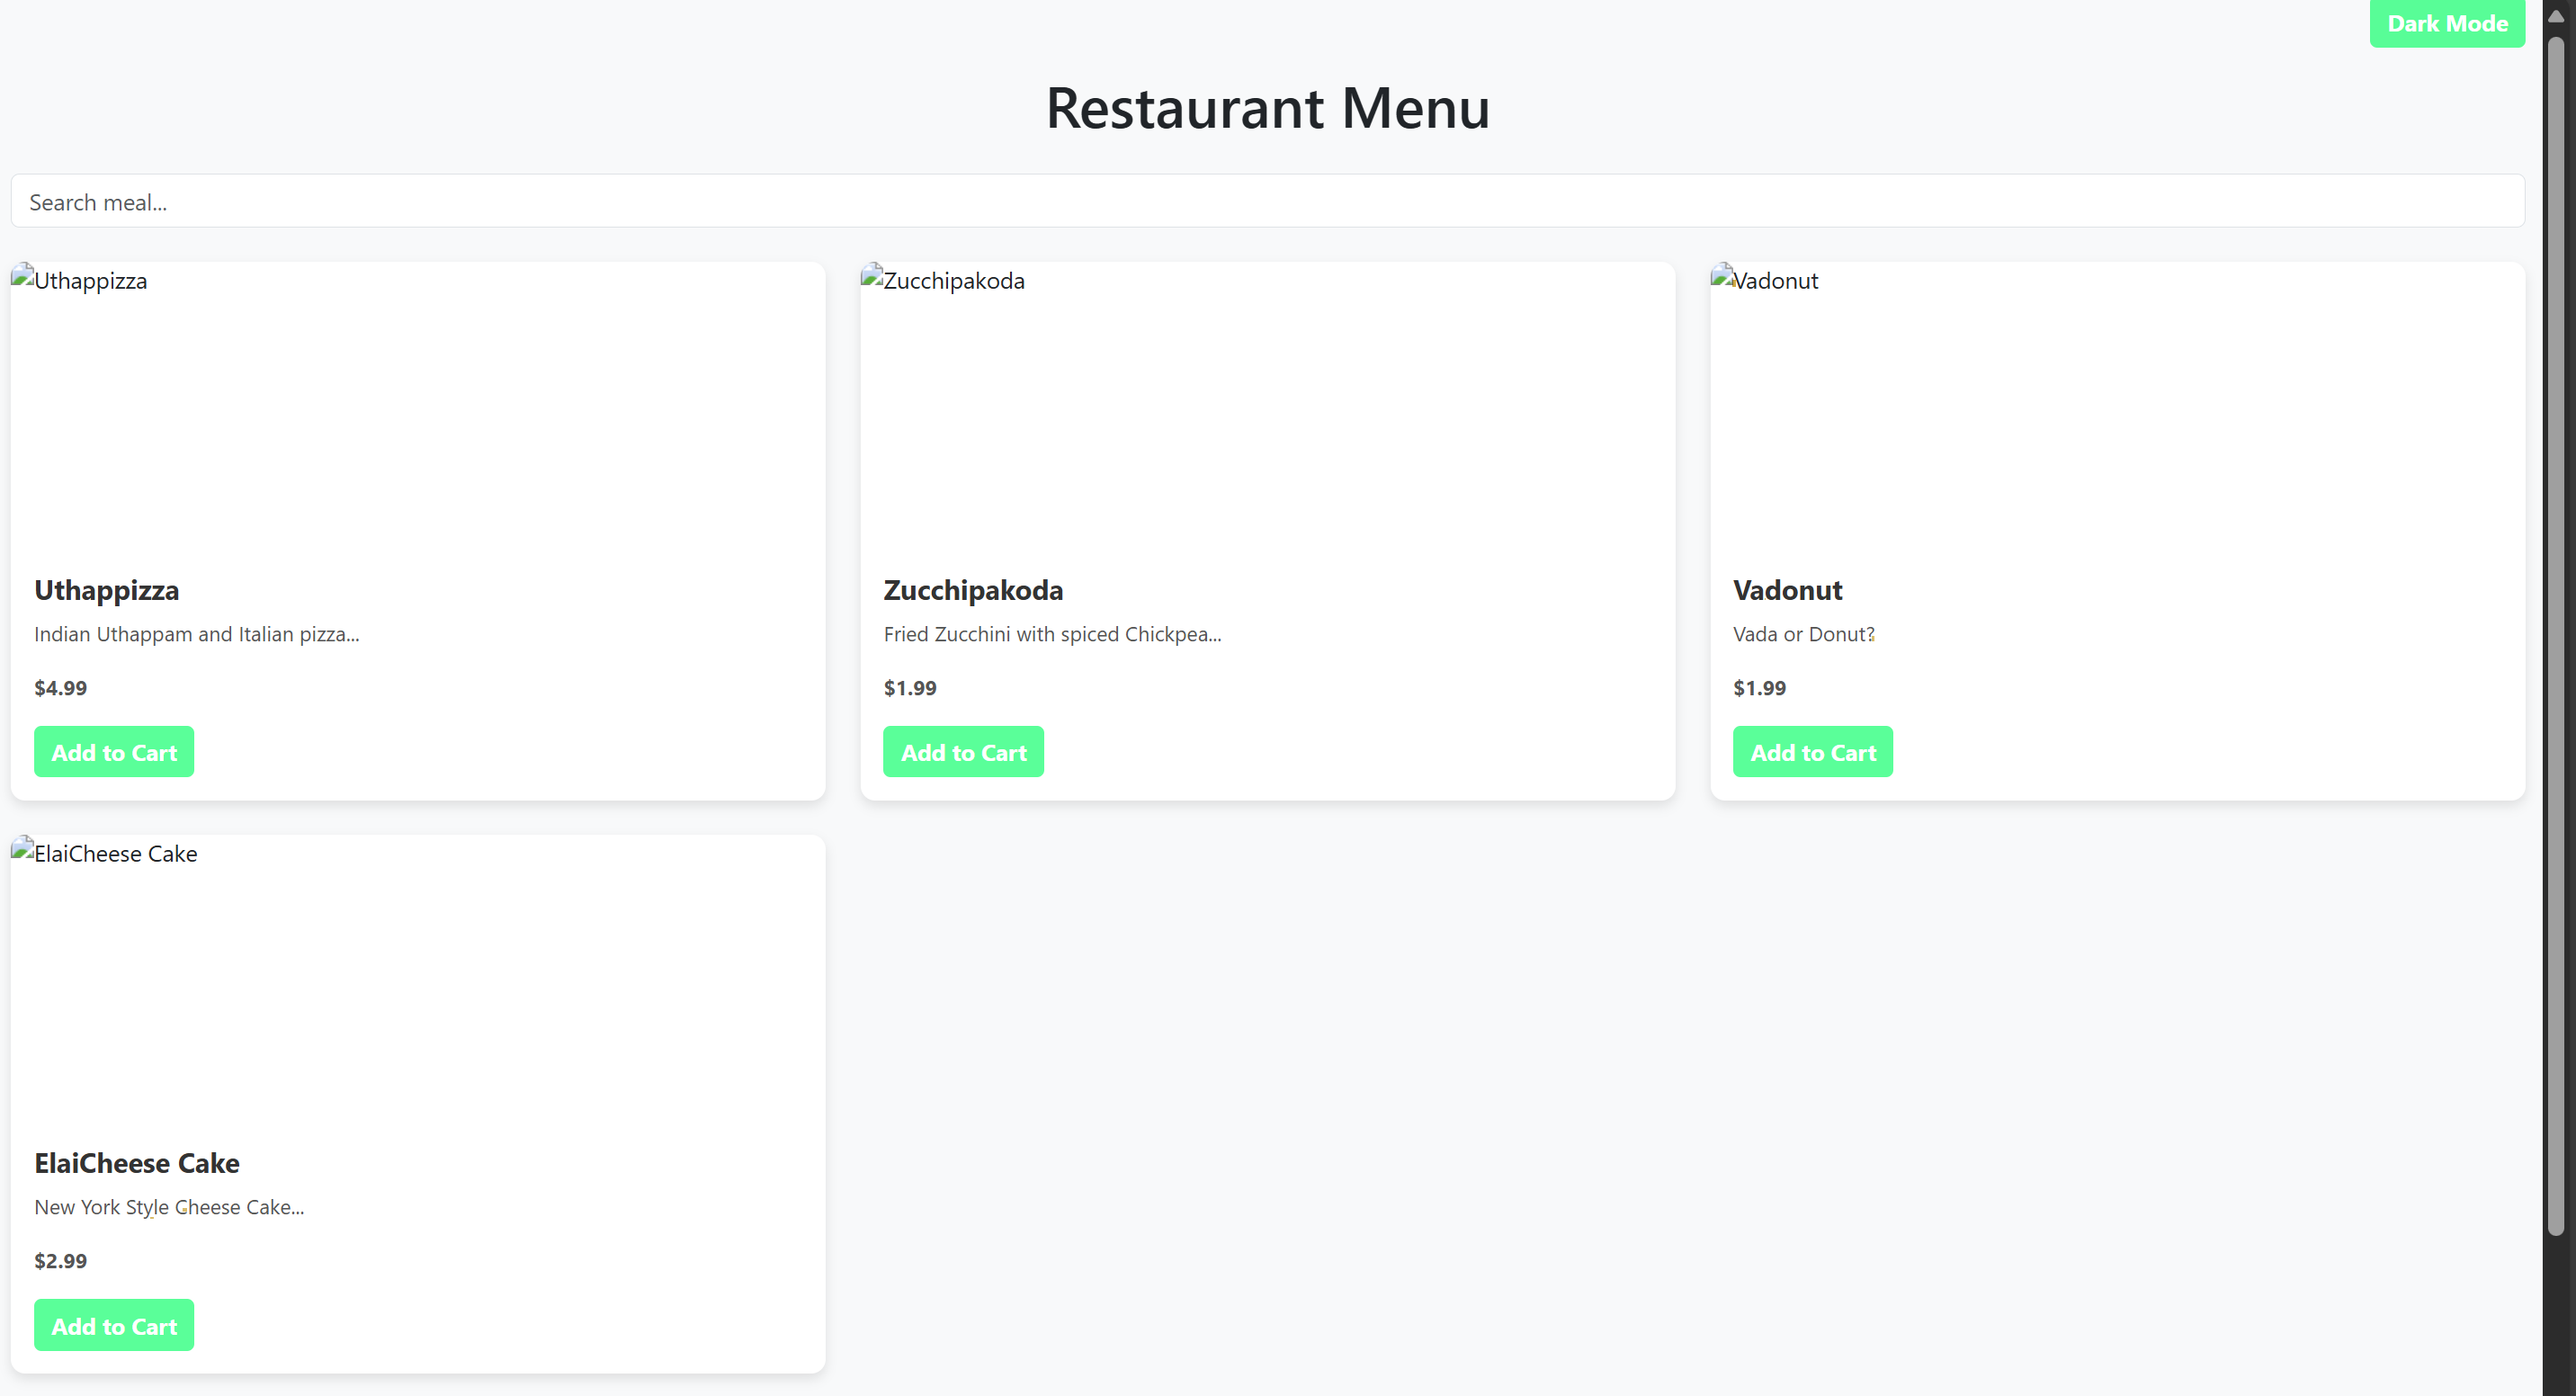 Dark Mode
Restaurant Menu
Search meal...
Uthappizza
Zucchipakoda
Vadonut
Uthappizza
Indian Uthappam and Italian pizza...
$4.99
Add to Cart
Zucchipakoda
Fried Zucchini with spiced Chickpea...
$1.99
Add to Cart
Vadonut
Vada or Donut?
$1.99
Add to Cart
ElaiCheese Cake
ElaiCheese Cake
New York Style Cheese Cake...
$2.99
Add to Cart